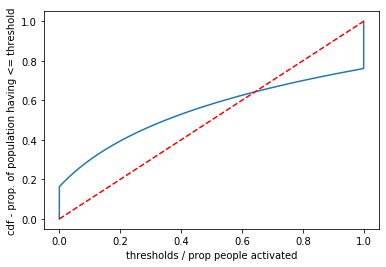 cdf - prop. of population having <= threshold
1.0
0.8
0.6
0.4
0.2
0.0
0.0 0.2 0.4 0.6 0.8 1.0
thresholds / prop people activated